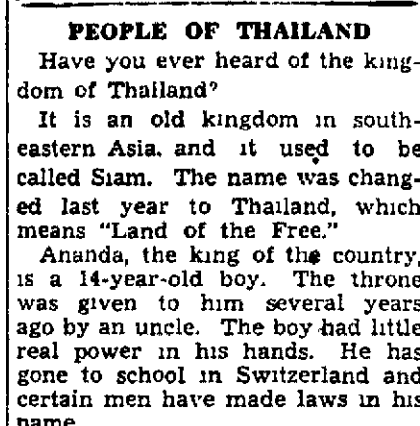 PEOPLE OF THAILAND
Have you ever heard of the king-
dom of Thailand?
It is an old kingdom in south-
eastern Asia, and it used to be
called Siam. The name was chang-
ed last year to Thailand, which
means "Land of the Free."
Ananda, the king of the country,
is a 14-year-old boy. The throne
was given to him several years
ago by an uncle. The boy had little
real power in his hands. He has
gone to school in Switzerland and
certain men have made laws in his
name